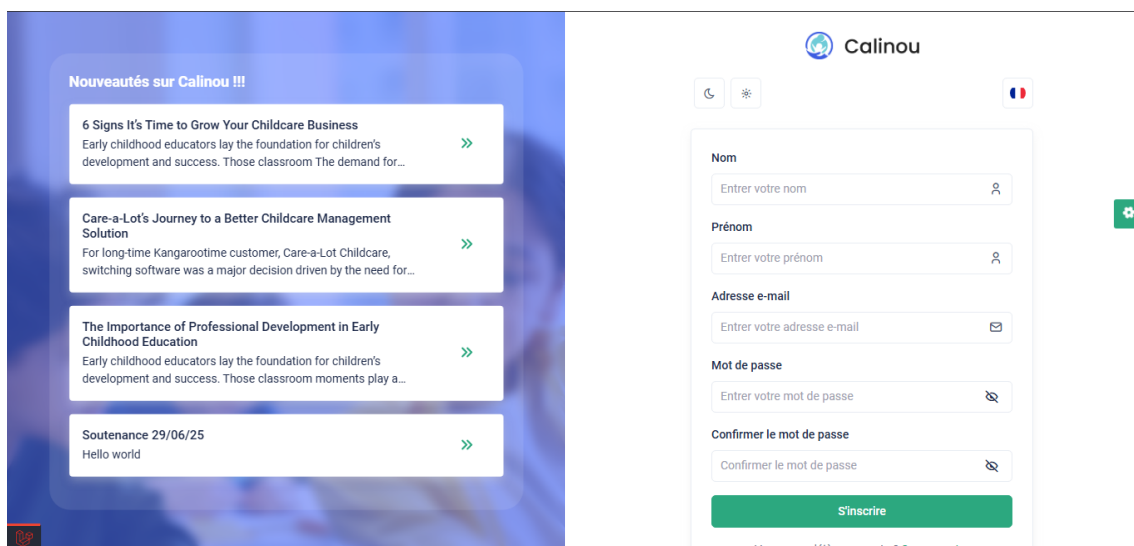 Nouveautés sur Calinou !!!
6 Signs It’s Time to Grow Your Childcare Business
Early childhood educators lay the foundation for children’s
development and success. Those classroom The demand for...
Care-a-Lot’s Journey to a Better Childcare Management
Solution
For long-time Kangarootime customer, Care-a-Lot Childcare,
switching software was a major decision driven by the need for...
The Importance of Professional Development in Early
Childhood Education
Early childhood educators lay the foundation for children’s
development and success. Those classroom moments play a...
Soutenance 29/06/25
Hello world
Calinou
Nom
Entrer votre nom
Prénom
Entrer votre prénom
Adresse e-mail
Entrer votre adresse e-mail
Mot de passe
Entrer votre mot de passe
Confirmer le mot de passe
Confirmer le mot de passe
S'inscrire